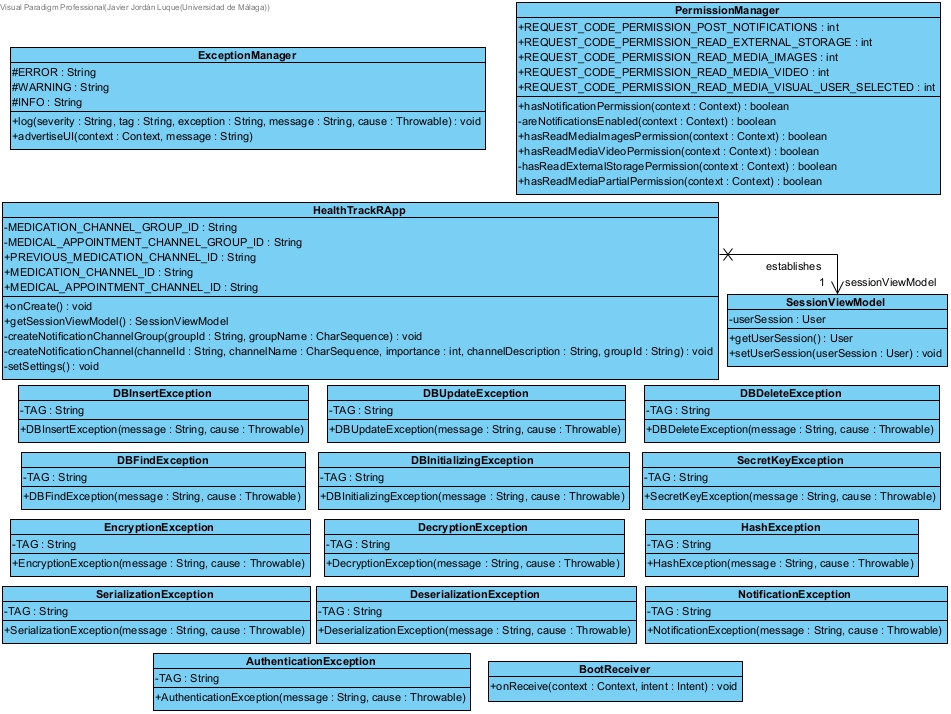 Visual Paradigm Professional(Javier Jordán Luque(Universidad de Málaga))
PermissionManager
+REQUEST_CODE_PERMISSION_POST_NOTIFICATIONS : int
+REQUEST_CODE_PERMISSION_READ_EXTERNAL_STORAGE : int
+REQUEST_CODE_PERMISSION_READ_MEDIA_IMAGES : int
+REQUEST_CODE_PERMISSION_READ_MEDIA_VIDEO : int
+REQUEST_CODE_PERMISSION_READ_MEDIA_VISUAL_USER_SELECTED : int
+hasNotificationPermission(context : Context) : boolean
-areNotificationsEnabled(context : Context) : boolean
+hasReadMediaImagesPermission(context : Context) : boolean
+hasReadMediaVideoPermission(context : Context) : boolean
-hasReadExternalStoragePermission(context : Context) : boolean
+hasReadMediaPartialPermission(context : Context) : boolean
ExceptionManager
#ERROR : String
#WARNING : String
#INFO : String
+log(severity : String, tag : String, exception : String, message : String, cause : Throwable) : void
+advertiseUI(context : Context, message : String)
HealthTrackRApp
-MEDICATION_CHANNEL_GROUP_ID : String
-MEDICAL_APPOINTMENT_CHANNEL_GROUP_ID : String
+PREVIOUS_MEDICATION_CHANNEL_ID : String
+MEDICATION_CHANNEL_ID : String
+MEDICAL_APPOINTMENT_CHANNEL_ID : String
+onCreate() : void
+getSessionViewModel() : SessionViewModel
-createNotificationChannelGroup(groupId : String, groupName : CharSequence) : void
-createNotificationChannel(channelId : String, channelName : CharSequence, importance : int, channelDescription : String, groupId : String) : void
-setSettings() : void
establishes
1
sessionViewModel
SessionViewModel
-userSession : User
+getUserSession() : User
+setUserSession(userSession : User) : void
DBInsertException
-TAG : String
+DBInsertException(message : String, cause : Throwable)
DBUpdateException
-TAG : String
+DBUpdateException(message : String, cause : Throwable)
DBDeleteException
-TAG : String
+DBDeleteException(message : String, cause : Throwable)
DBFindException
-TAG : String
+DBFindException(message : String, cause : Throwable)
DBInitializingException
-TAG : String
+DBInitializingException(message : String, cause : Throwable)
SecretKeyException
-TAG : String
+SecretKeyException(message : String, cause : Throwable)
EncryptionException
-TAG : String
+EncryptionException(message : String, cause : Throwable)
DecryptionException
-TAG : String
+DecryptionException(message : String, cause : Throwable)
HashException
-TAG : String
+HashException(message : String, cause : Throwable)
SerializationException
-TAG : String
+SerializationException(message : String, cause : Throwable)
DeserializationException
-TAG : String
+DeserializationException(message : String, cause : Throwable)
NotificationException
-TAG : String
+NotificationException(message : String, cause : Throwable)
AuthenticationException
-TAG : String
+AuthenticationException(message : String, cause : Throwable)
BootReceiver
+onReceive(context : Context, intent : Intent) : void